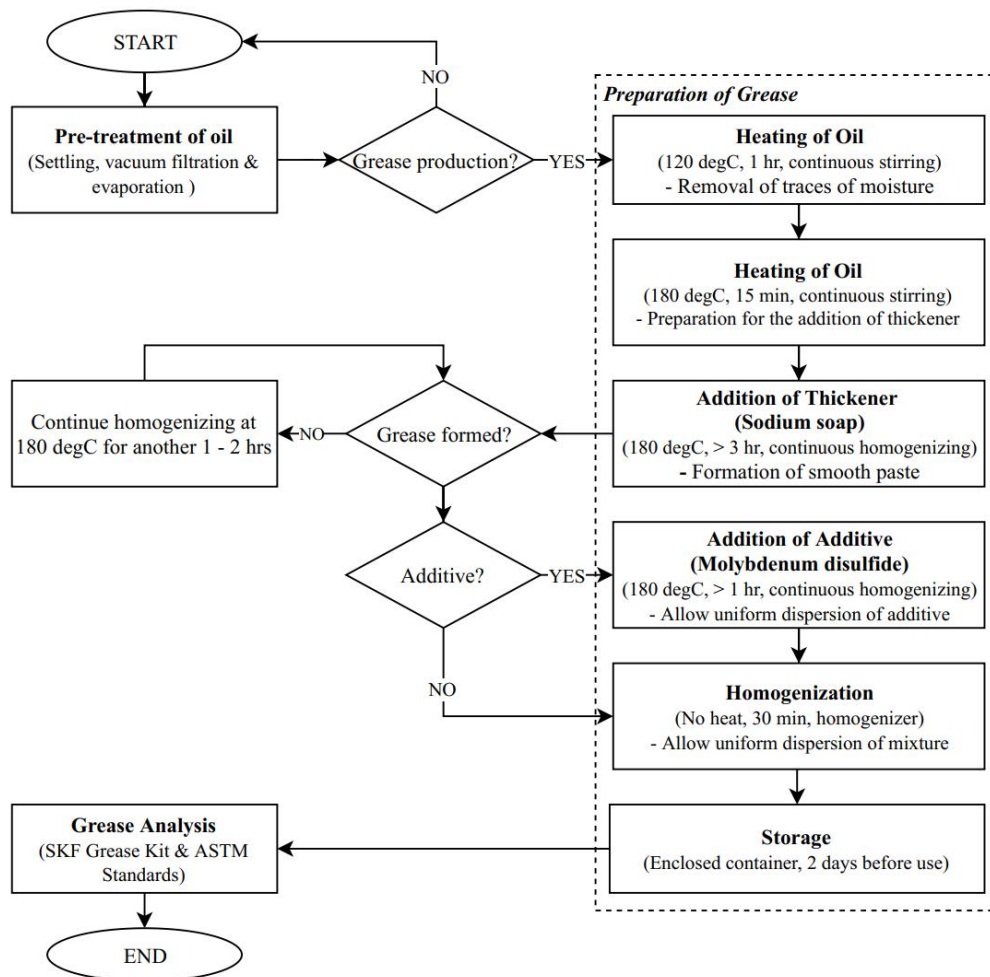 START
NO
Preparation of Grease
Pre-treatment of oil
(Settling, vacuum filtration &
evaporation )
Grease production?
YES
Heating of Oil
(120 degC, 1 hr, continuous stirring)
- Removal of traces of moisture
Heating of Oil
(180 degC, 15 min, continuous stirring)
- Preparation for the addition of thickener
Continue homogenizing at
180 degC for another 1 - 2 hrs
NO
Grease formed?
Addition of Thickener
(Sodium soap)
(180 degC, > 3 hr, continuous homogenizing)
- Formation of smooth paste
Additive?
YES
Addition of Additive
(Molybdenum disulfide)
(180 degC, > 1 hr, continuous homogenizing)
- Allow uniform dispersion of additive
NO
Homogenization
(No heat, 30 min, homogenizer)
- Allow uniform dispersion of mixture
Grease Analysis
(SKF Grease Kit & ASTM
Standards)
Storage
(Enclosed container, 2 days before use)
END